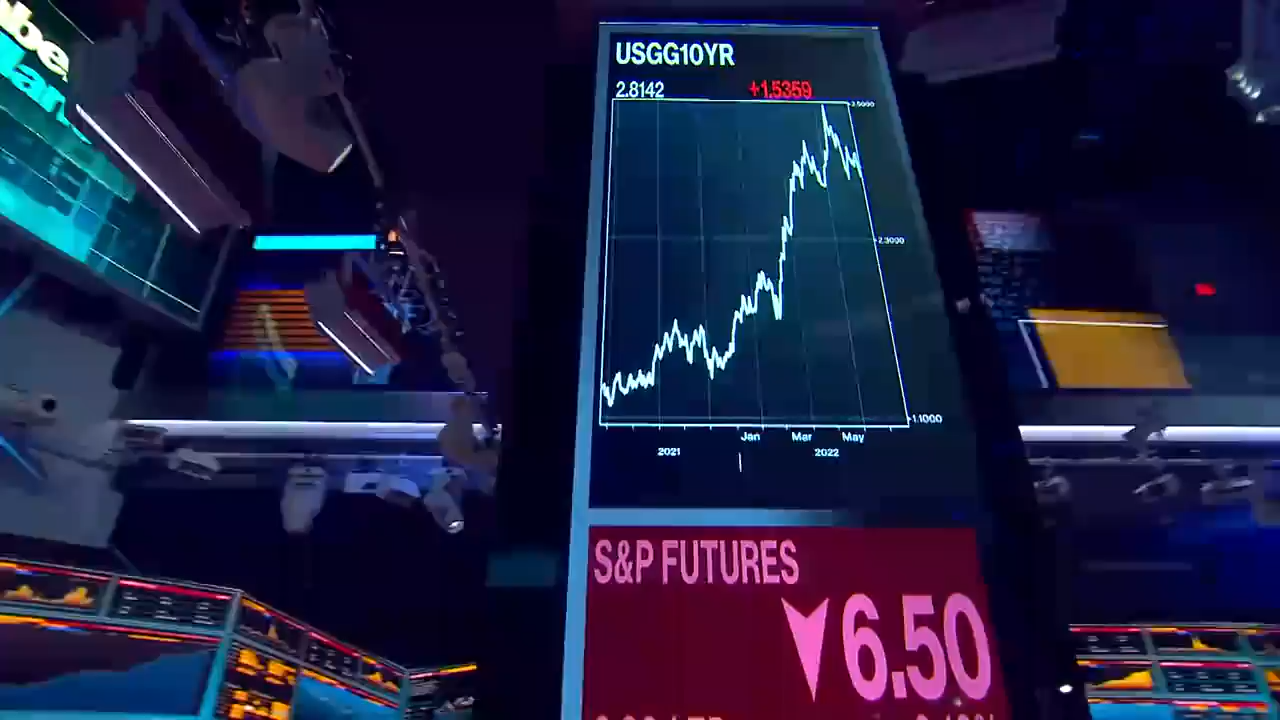 USGG10YR
2.8142 +1.5359
3.5000
2.3000
1.1000
Jan Mar May
2021 2022
S&P FUTURES
6.50